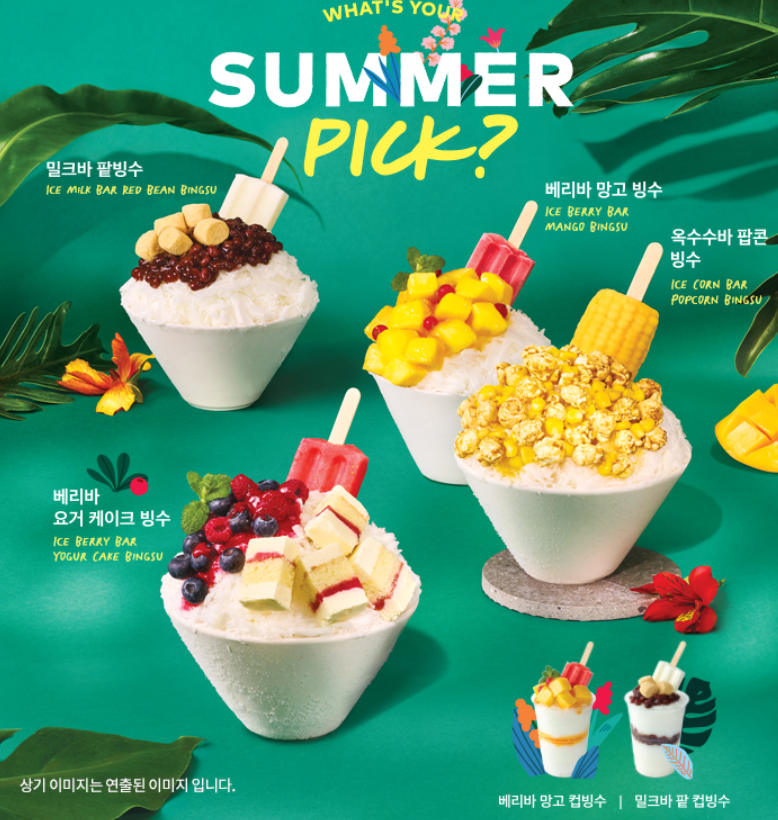 WHAT'S YOUR
SUMMER
PICK?
밀크바 팥빙수
ICE MILK BAR RED BEAN BINGSU
베리바 망고 빙수
ICE BERRY BAR
MANGO BINGSU
옥수수바 팝콘
빙수
ICE CORN BAR
POPCORN BINGSU
베리바
요거 케이크 빙수
ICE BERRY BAR
YOGUR CAKE BINGSU
상기 이미지는 연출된 이미지 입니다.
베리바 망고 컵빙수 | 밀크바 팥 컵빙수